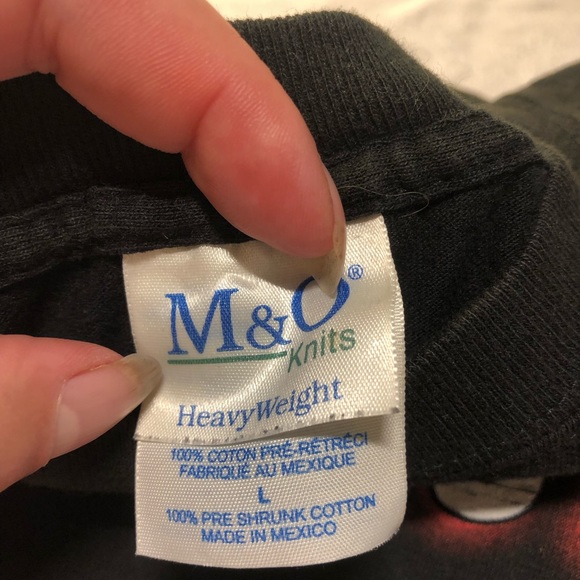 M&O®
Knits
HeavyWeight
100% COTON PRÉ-RÉTRÉCI
FABRIQUÉ AU MEXIQUE
L
100% PRE SHRUNK COTTON
MADE IN MEXICO